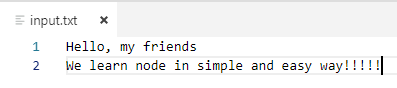 input.txt ×
1 Hello, my friends
2 We learn node in simple and easy way!!!!!